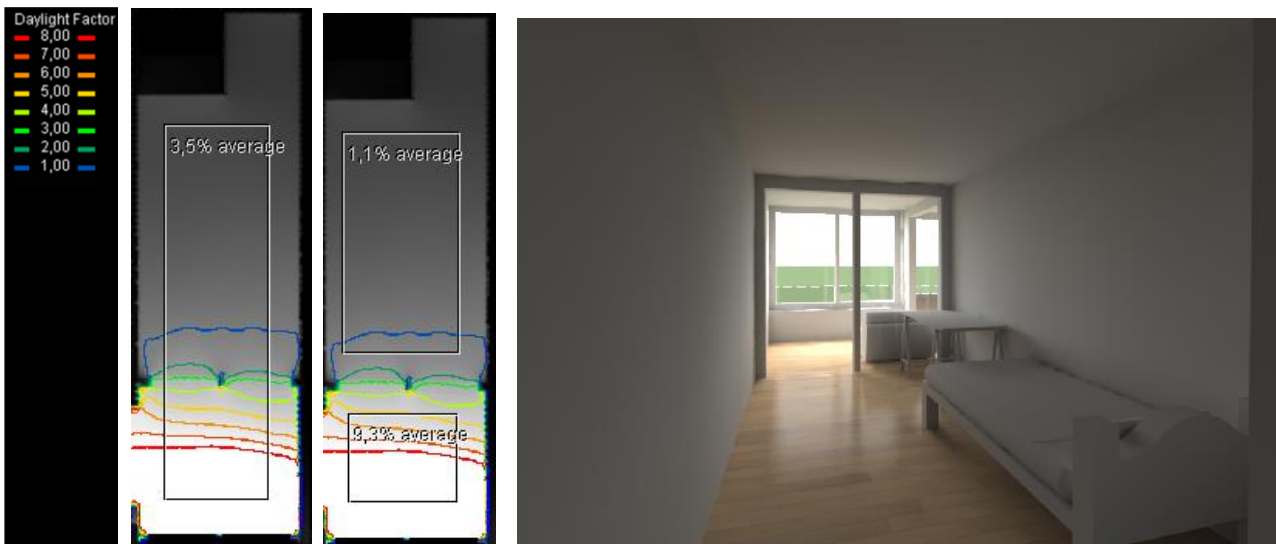 Daylight Factor
8,00
7,00
6,00
5,00
4,00
3,00
2,00
1,00
3,5% average
1,1% average
9,3% average